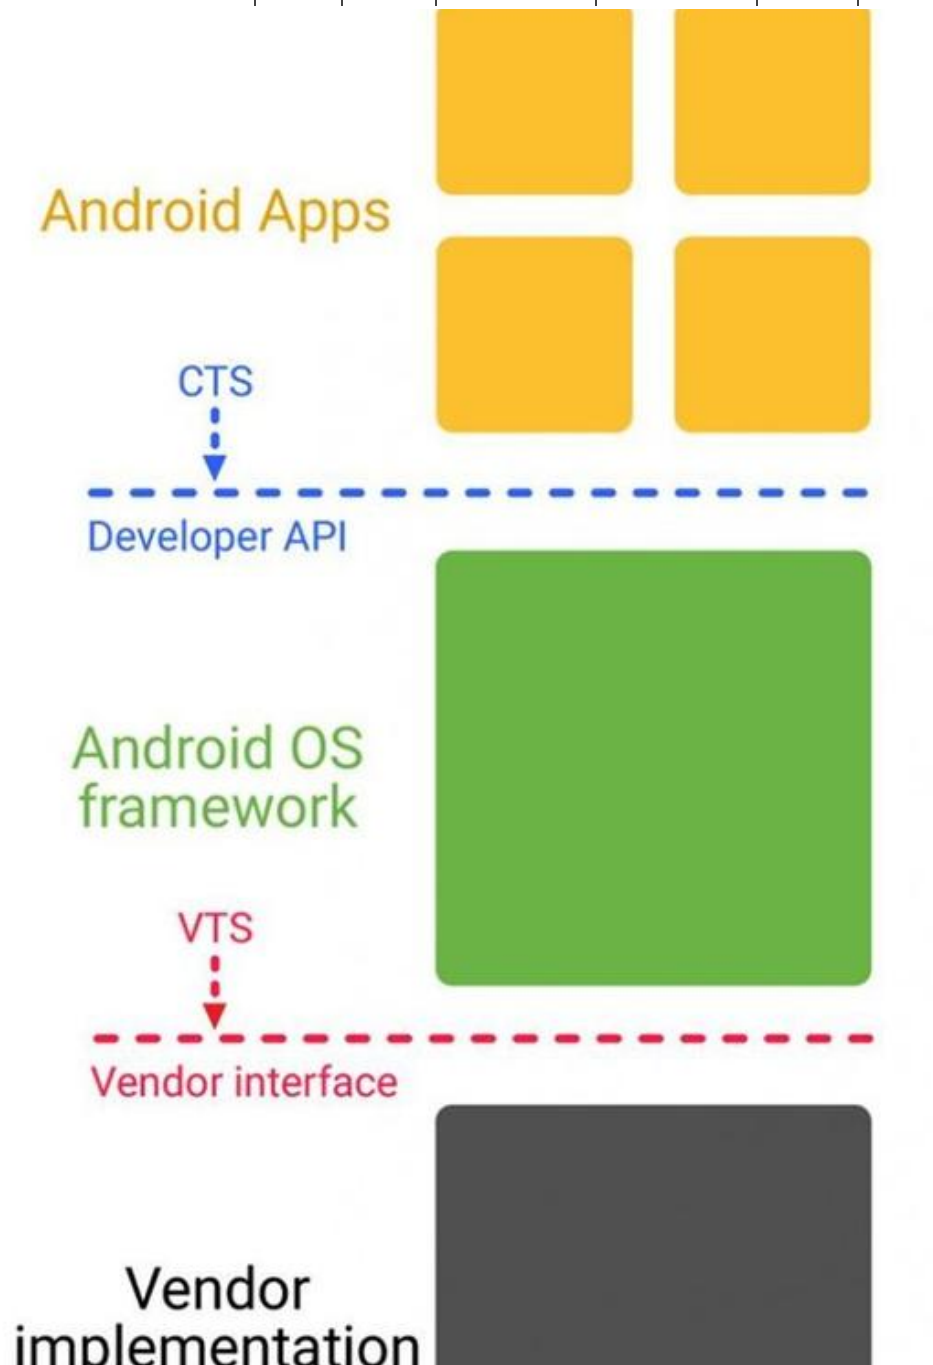 Android Apps
CTS
Developer API
Android OS
framework
VTS
Vendor interface
Vendor
implementation